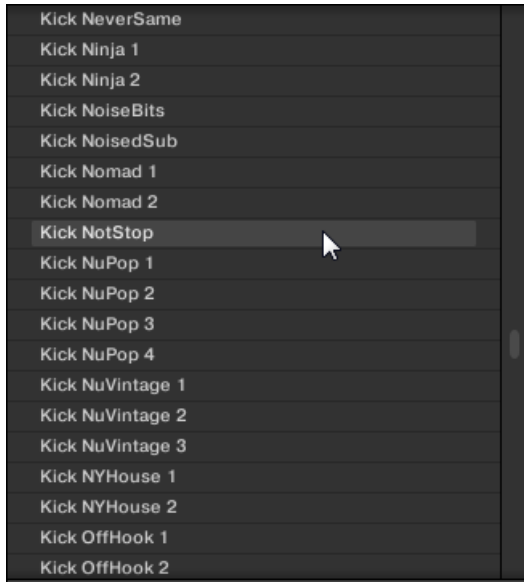 Kick NeverSame
Kick Ninja 1
Kick Ninja 2
Kick NoiseBits
Kick NoisedSub
Kick Nomad 1
Kick Nomad 2
Kick NotStop
Kick NuPop 1
Kick NuPop 2
Kick NuPop 3
Kick NuPop 4
Kick NuVintage 1
Kick NuVintage 2
Kick NuVintage 3
Kick NYHouse 1
Kick NYHouse 2
Kick OffHook 1
Kick OffHook 2